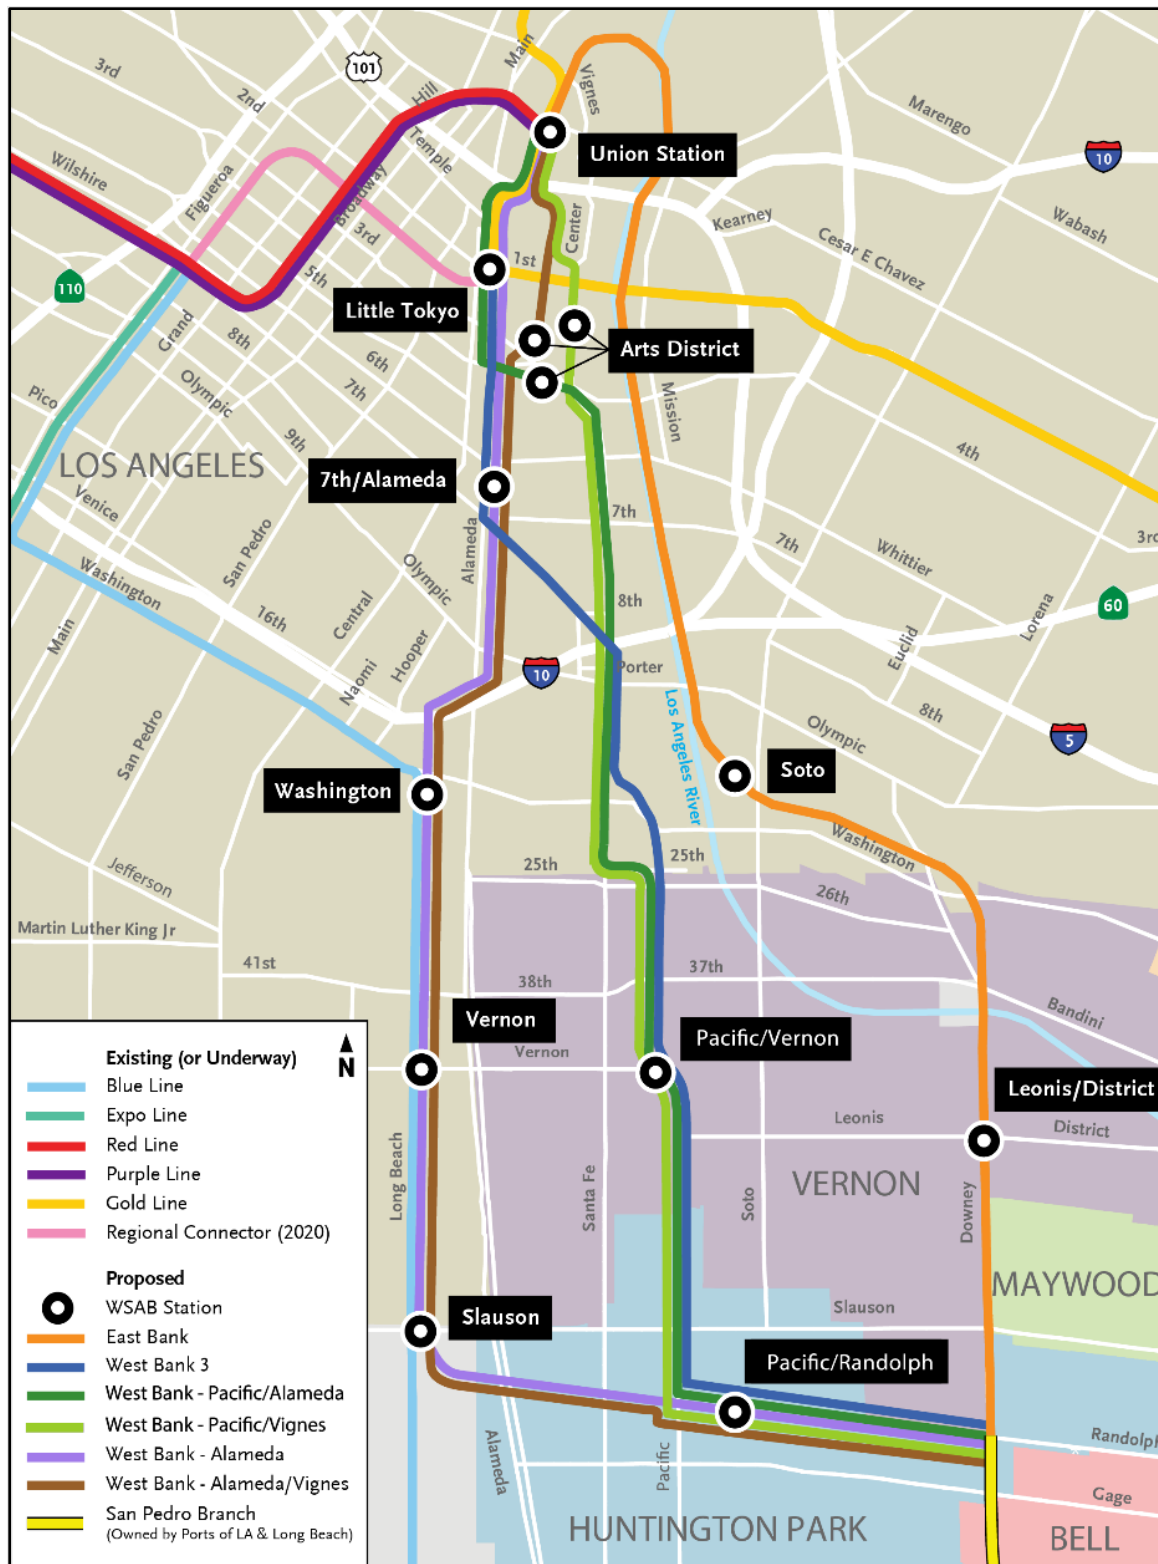 Main
3rd
101
Vignes
2nd
Hill
Marengo
Temple
Union Station
10
Wilshire
Figueroa
Broadway
Kearney
Wabash
3rd
Center
Cesar E Chavez
1st
5th
110
Little Tokyo
Grand
8th
6th
Arts District
Olympic
7th
Mission
Pico
9th
4th
LOS ANGELES
7th/Alameda
Venice
7th
7th
3rd
San Pedro
Alameda
Whittier
Washington
Olympic
16th
Central
8th
60
Main
Hooper
Lorena
Euclid
Naomi
10
Porter
San Pedro
Los Angeles River
8th
Olympic
5
Soto
Washington
Washington
Jefferson
25th
25th
26th
Martin Luther King Jr
41st
37th
38th
Bandini
Vernon
Pacific/Vernon
Vernon
Leonis/District
Leonis
District
Long Beach
Santa Fe
Soto
VERNON
Downey
MAYWOOD
Slauson
Slauson
Pacific/Randolph
Alameda
Pacific
Randolph
Gage
HUNTINGTON PARK
BELL
Existing (or Underway)
N
Blue Line
Expo Line
Red Line
Purple Line
Gold Line
Regional Connector (2020)
Proposed
WSAB Station
East Bank
West Bank 3
West Bank - Pacific/Alameda
West Bank - Pacific/Vignes
West Bank - Alameda
West Bank - Alameda/Vignes
San Pedro Branch
(Owned by Ports of LA & Long Beach)